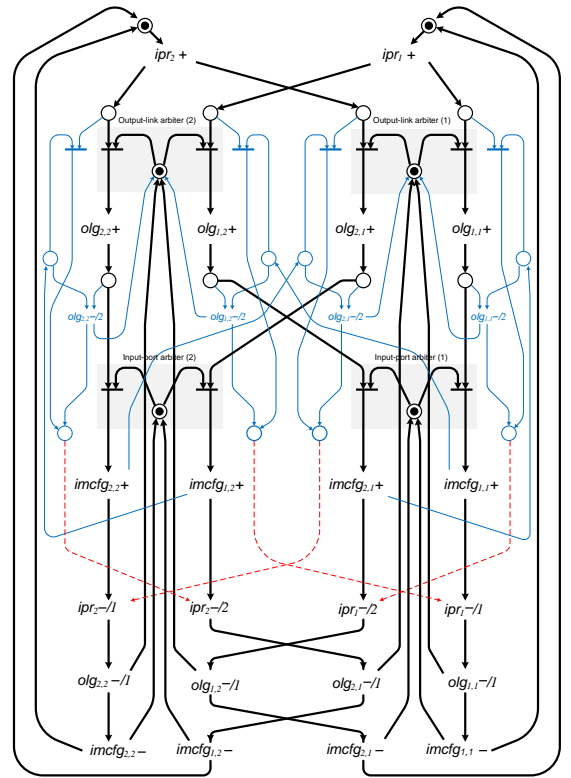 ipr2 + ipr1 +
Output-link arbiter (2) Output-link arbiter (1)
olg2,2+ olg1,2+ olg2,1+ olg1,1+
olg2,2−/2 olg1,2−/2 olg2,1−/2 olg1,1−/2
Input-port arbiter (2) Input-port arbiter (1)
imcfg2,2+ imcfg1,2+ imcfg2,1+ imcfg1,1+
ipr2−/1 ipr2−/2 ipr1−/2 ipr1−/1
olg2,2−/1 olg1,2−/1 olg2,1−/1 olg1,1−/1
imcfg2,2− imcfg1,2− imcfg2,1− imcfg1,1 −